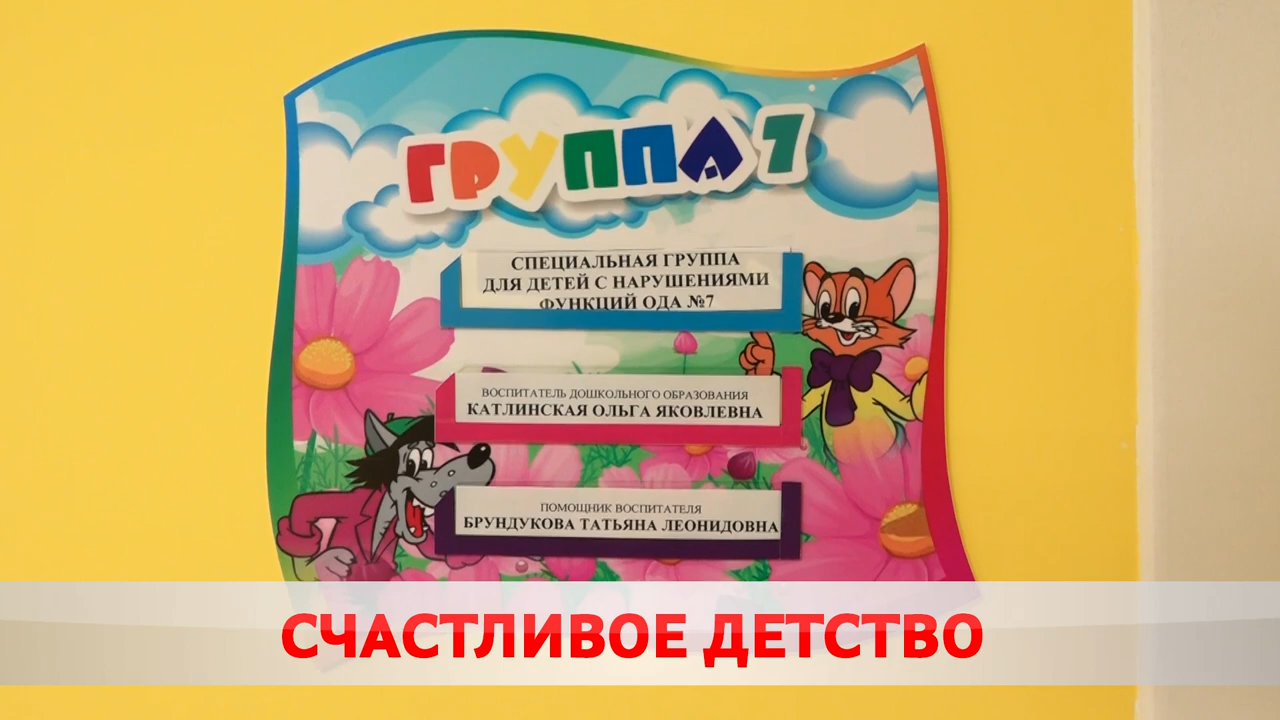 ГРУППА 7
СПЕЦИАЛЬНАЯ ГРУППА
ДЛЯ ДЕТЕЙ С НАРУШЕНИЯМИ
ФУНКЦИЙ ОДА №7
ВОСПИТАТЕЛЬ ДОШКОЛЬНОГО ОБРАЗОВАНИЯ
КАТЛИНСКАЯ ОЛЬГА ЯКОВЛЕВНА
ПОМОЩНИК ВОСПИТАТЕЛЯ
БРУНДУКОВА ТАТЬЯНА ЛЕОНИДОВНА
СЧАСТЛИВОЕ ДЕТСТВО